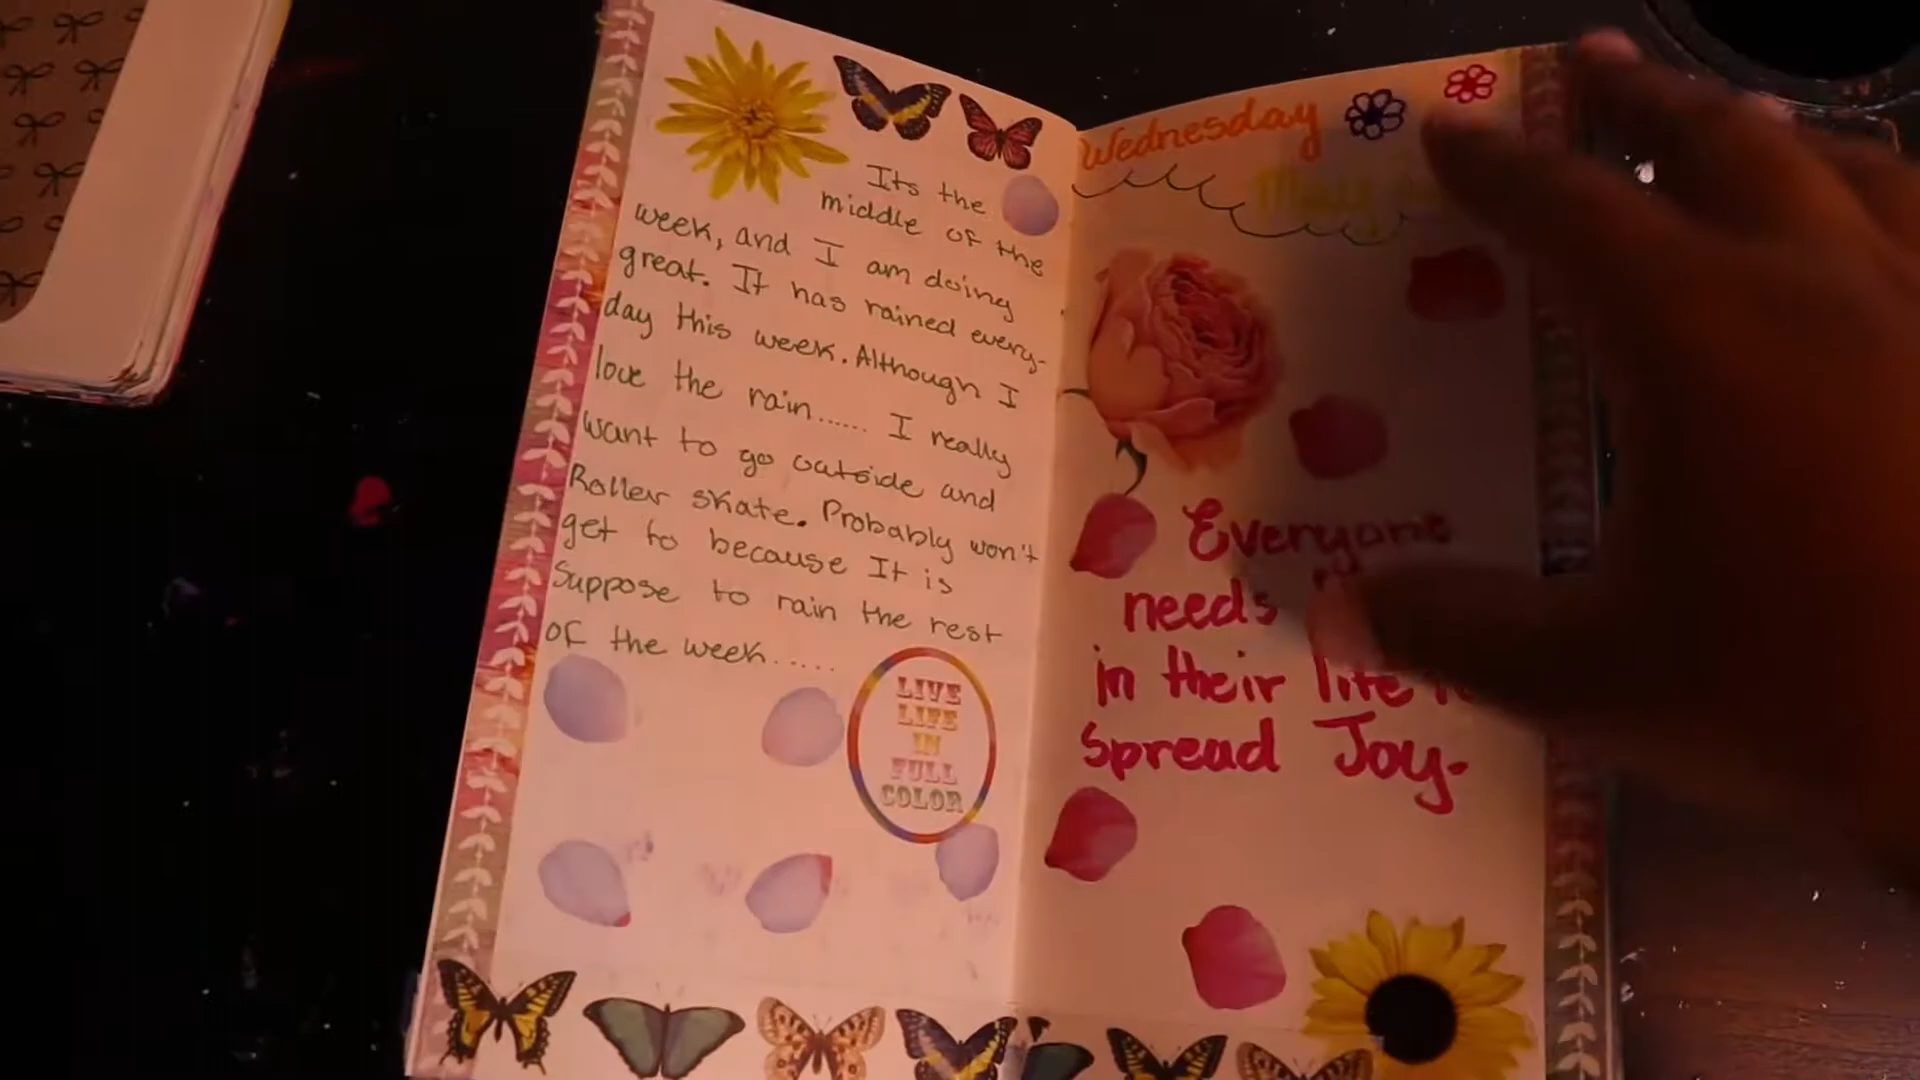 Its the
middle of the
week, and I am doing
great. It has rained every-
day this week. Although I
love the rain...... I really
want to go outside and
Roller skate. Probably won't
get to because It is
Suppose to rain the rest
of the week.....
LIVE
LIFE
IN
FULL
COLOR
Wednesday
May
Everyone
needs
in their life
spread Joy.